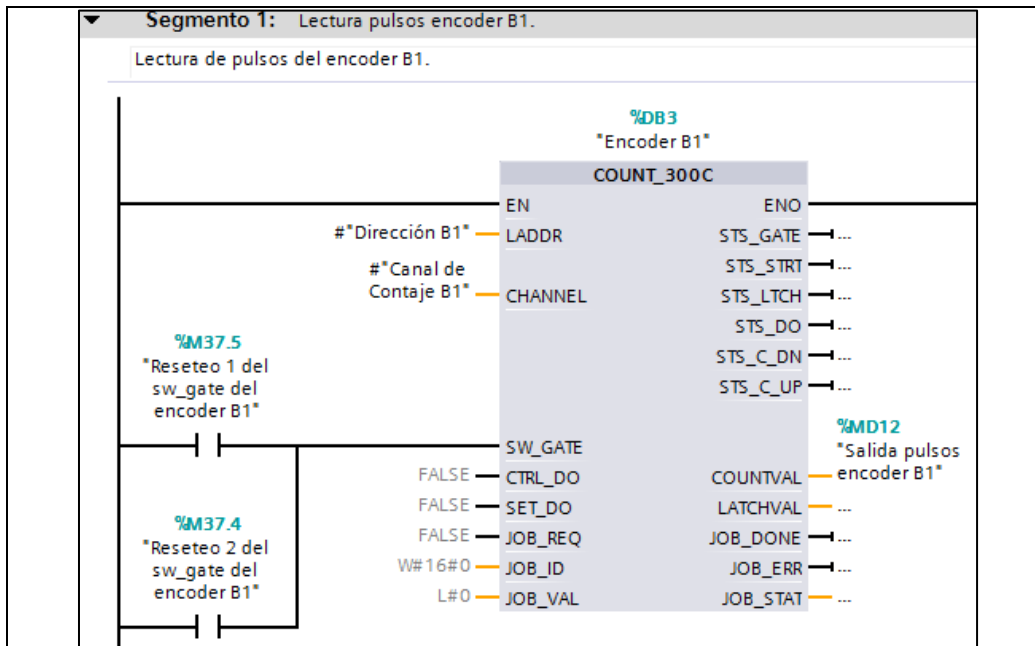 Segmento 1: Lectura pulsos encoder B1.
Lectura de pulsos del encoder B1.
%DB3
"Encoder B1"
COUNT_300C
EN ENO
#"Dirección B1" LADDR STS_GATE ...
#"Canal de
Contaje B1" CHANNEL
STS_STRT ...
STS_LTCH ...
STS_DO ...
STS_C_DN ...
STS_C_UP ...
%M37.5
"Reseteo 1 del
sw_gate del
encoder B1"
SW_GATE
%MD12
"Salida pulsos
encoder B1"
FALSE CTRL_DO COUNTVAL
FALSE SET_DO LATCHVAL ...
FALSE JOB_REQ JOB_DONE ...
W#16#0 JOB_ID JOB_ERR ...
L#0 JOB_VAL JOB_STAT ...
%M37.4
"Reseteo 2 del
sw_gate del
encoder B1"